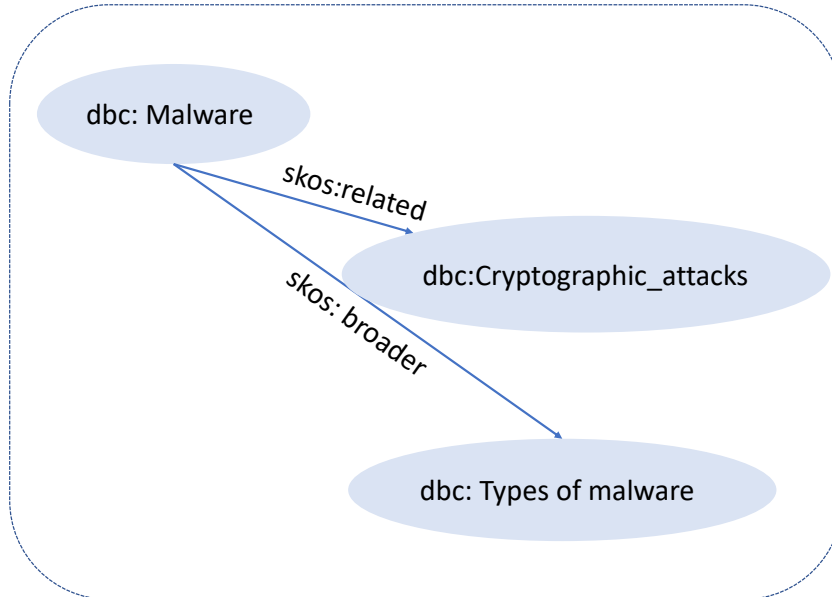 dbc: Malware
skos:related
dbc:Cryptographic_attacks
skos: broader
dbc: Types of malware